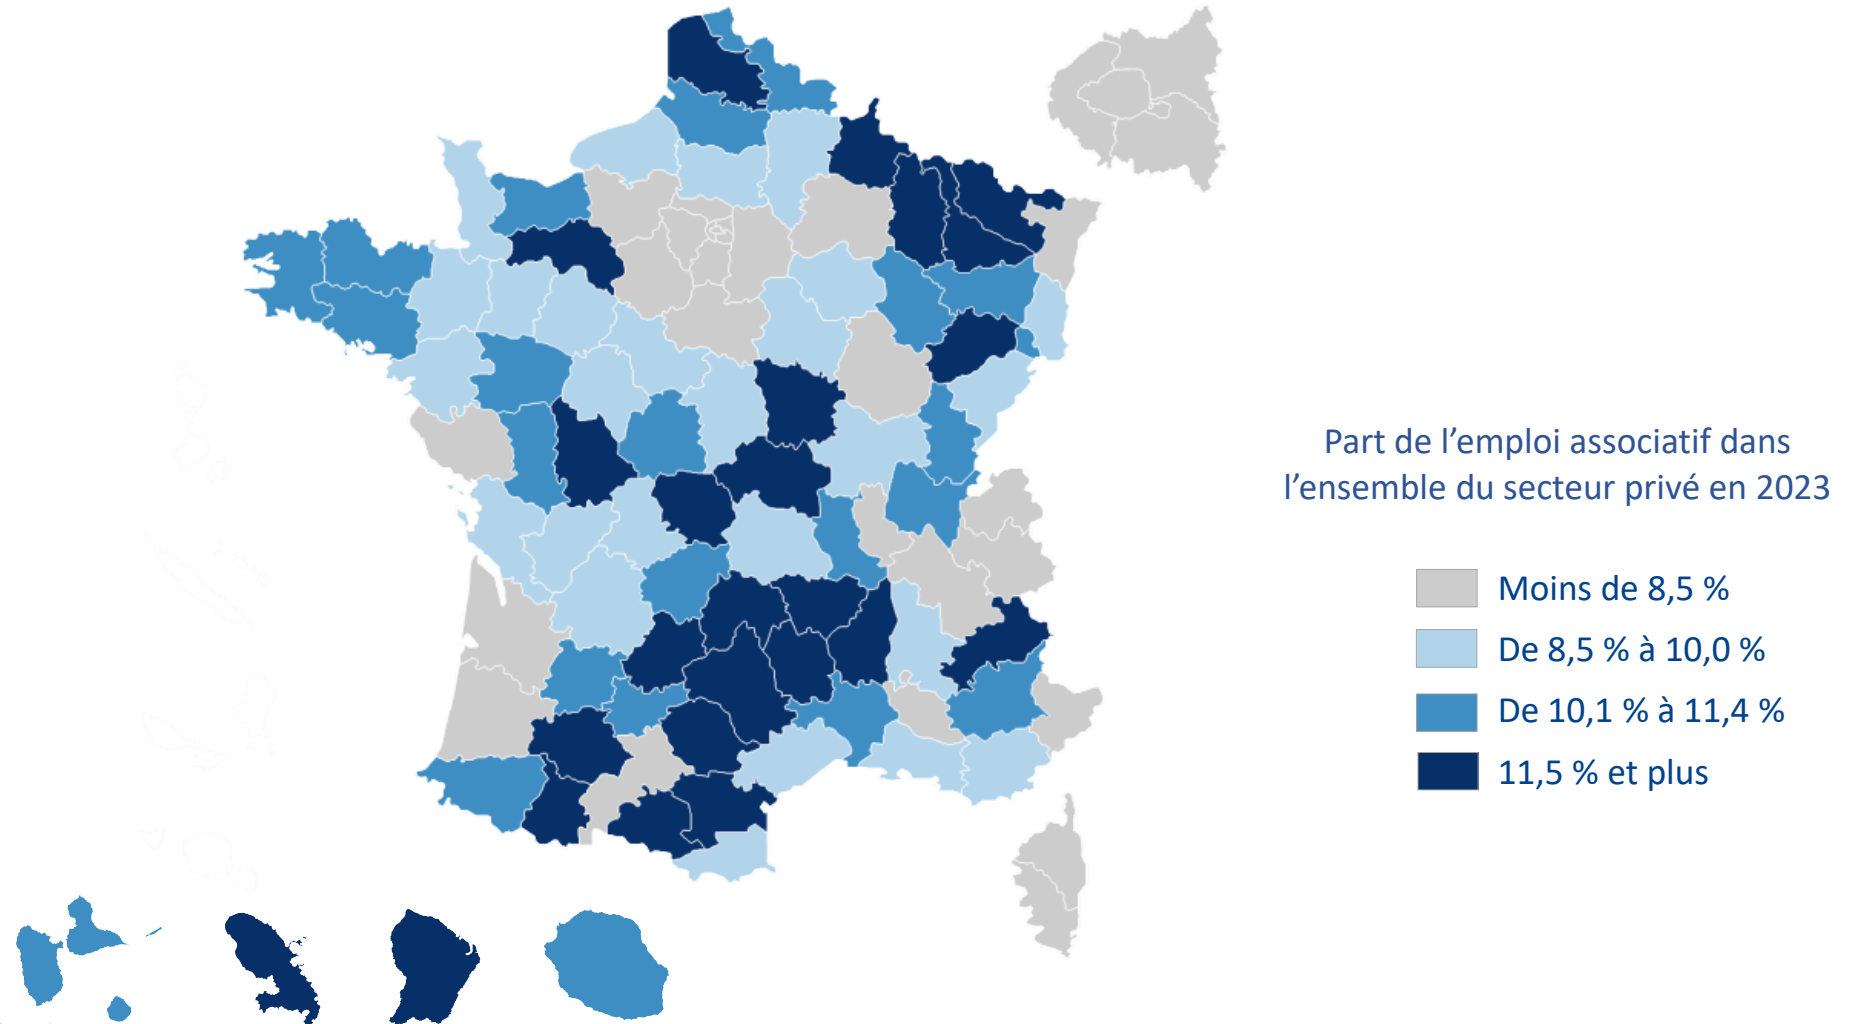 Part de l’emploi associatif dans
l’ensemble du secteur privé en 2023
Moins de 8,5 %
De 8,5 % à 10,0 %
De 10,1 % à 11,4 %
11,5 % et plus